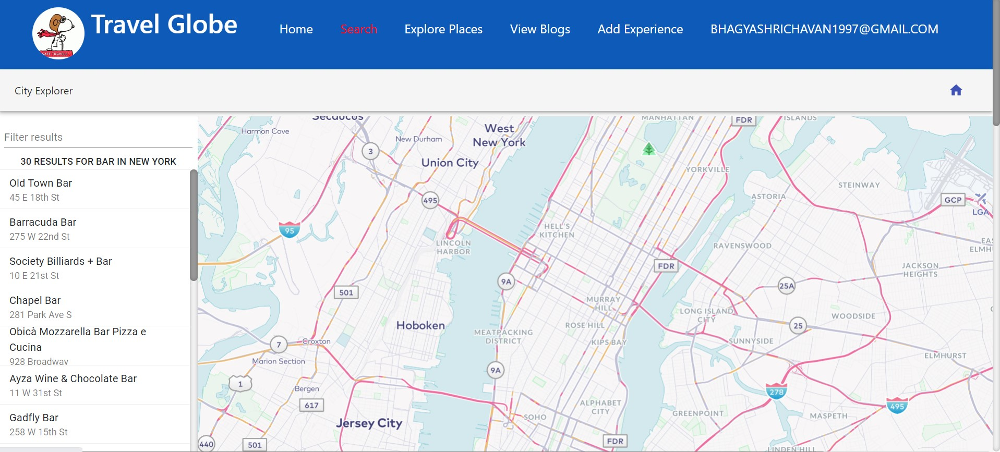 SAFE TRAVELS
Travel Globe
Home
Search
Explore Places
View Blogs
Add Experience
BHAGYASHRICHAVAN1997@GMAIL.COM
City Explorer
Filter results
30 RESULTS FOR BAR IN NEW YORK
Old Town Bar
45 E 18th St
Barracuda Bar
275 W 22nd St
Society Billiards + Bar
10 E 21st St
Chapel Bar
281 Park Ave S
Obicà Mozzarella Bar Pizza e
Cucina
928 Broadway
Ayza Wine & Chocolate Bar
11 W 31st St
Gadfly Bar
258 W 15th St
Secaucus
Harmon Cove
West
New York
New Durham
3
Union City
MANHATTAN
FDR
ISLANDS
YORKVILLE
STEINWAY
ASTORIA
GCP
LGA
495
95
HELL'S
KITCHEN
LINCOLN
HARBOR
RAVENSWOOD
EAS
ELMH
FDR
JACKSON
HEIGHTS
9A
25A
501
MURRAY
HILL
LONG ISLAND
CITY
WOODSIDE
Hoboken
ROSE HILL
25
MEATPACKING
DISTRICT
KIPS BAY
SUNNYSIDE
7
Croxton
Marion Section
ELMHURST
9A
1
Bergen
278
617
ALPHABET
CITY
495
Jersey City
SOHO
GREENPOINT
MASPETH
440
501
FDR
LINDEN HILL